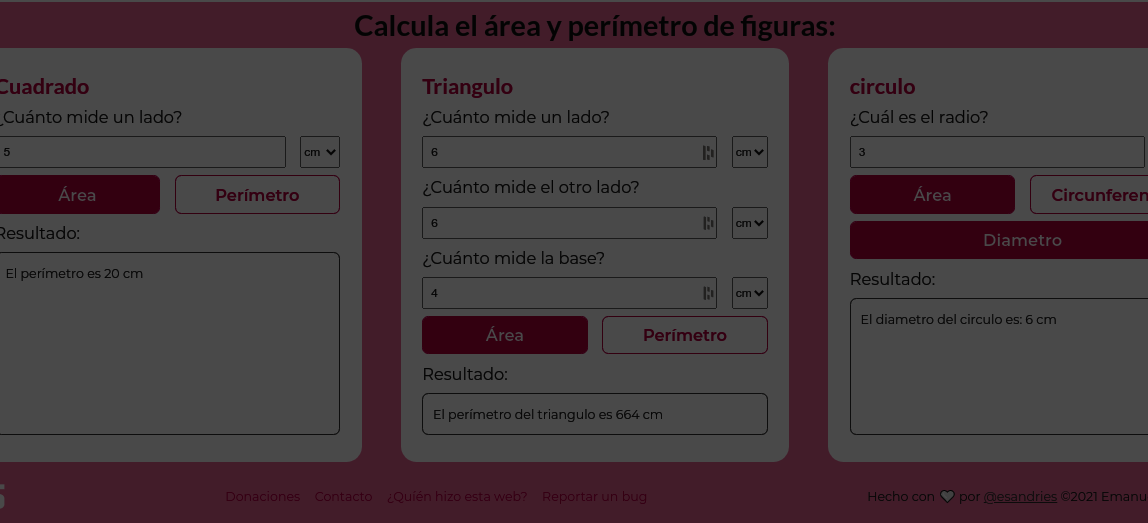 Calcula el área y perímetro de figuras:
Cuadrado
¿Cuánto mide un lado?
5
cm
Área
Perímetro
Resultado:
El perímetro es 20 cm
Triangulo
¿Cuánto mide un lado?
6
cm
¿Cuánto mide el otro lado?
6
cm
¿Cuánto mide la base?
4
cm
Área
Perímetro
Resultado:
El perímetro del triangulo es 664 cm
circulo
¿Cuál es el radio?
3
Área
Circunferen
Diametro
Resultado:
El diametro del circulo es: 6 cm
Donaciones
Contacto
¿Quíén hizo esta web?
Reportar un bug
Hecho con por @esandries ©2021 Emanu